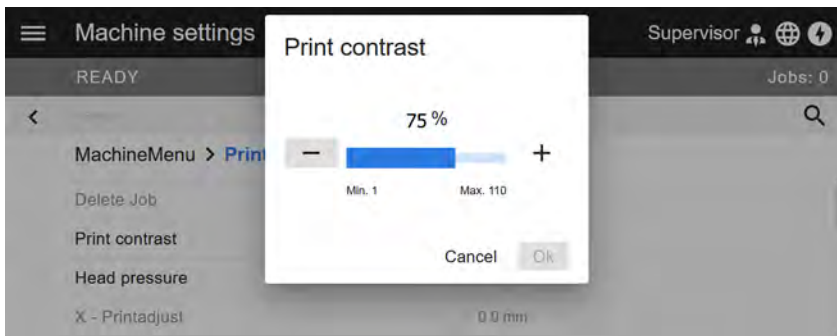 Machine settings
Supervisor
Print contrast
READY
Jobs: 0
75 %
MachineMenu > Print
Min. 1
Max. 110
Delete Job
Print contrast
Cancel
Ok
Head pressure
X - Printadjust
0.0 mm